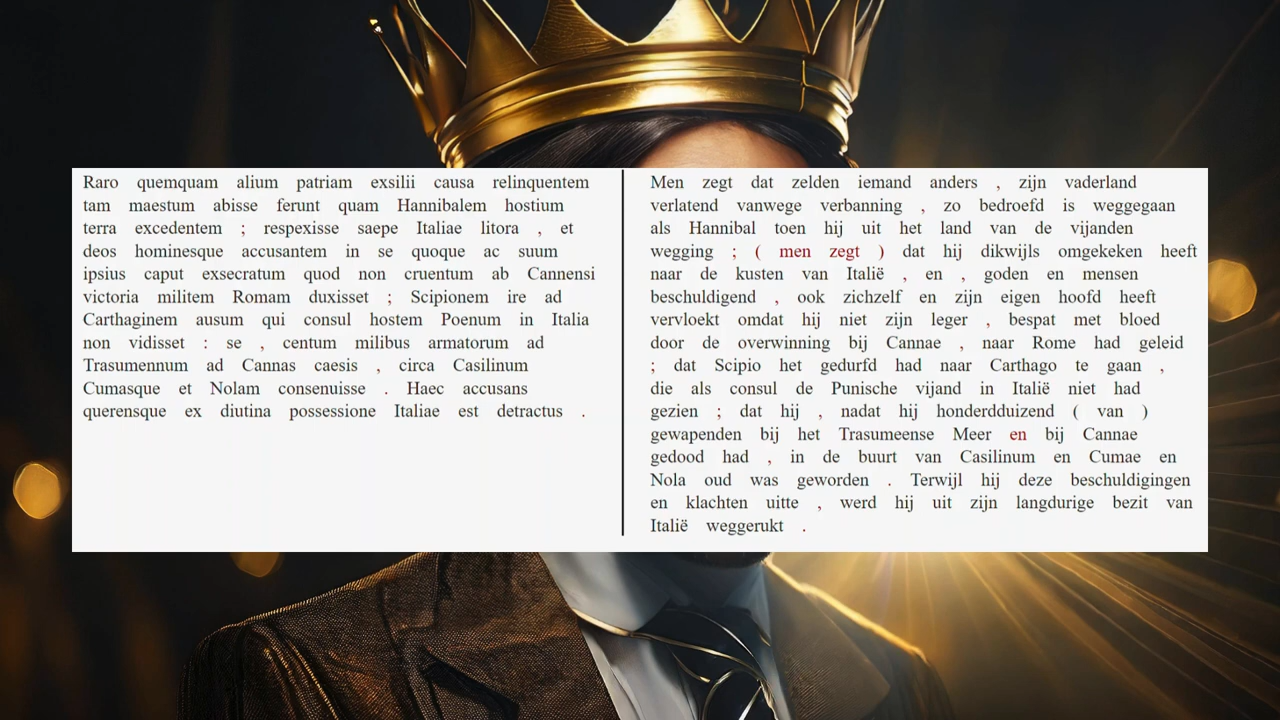 Raro quemquam alium patriam exsilii causa relinquentem
tam maestum abisse ferunt quam Hannibalem hostium
terra excedentem ; respexisse saepe Italiae litora , et
deos hominesque accusantem in se quoque ac suum
ipsius caput exsecratum quod non cruentum ab Cannensi
victoria militem Romam duxisset ; Scipionem ire ad
Carthaginem ausum qui consul hostem Poenum in Italia
non vidisset : se , centum milibus armatorum ad
Trasumennum ad Cannas caesis , circa Casilinum
Cumasque et Nolam consenuisse . Haec accusans
querensque ex diutina possessione Italiae est detractus .
Men zegt dat zelden iemand anders , zijn vaderland
verlatend vanwege verbanning , zo bedroefd is weggegaan
als Hannibal toen hij uit het land van de vijanden
wegging ; ( men zegt ) dat hij dikwijls omgekeken heeft
naar de kusten van Italië , en , goden en mensen
beschuldigend , ook zichzelf en zijn eigen hoofd heeft
vervloekt omdat hij niet zijn leger , bespat met bloed
door de overwinning bij Cannae , naar Rome had geleid
; dat Scipio het gedurfd had naar Carthago te gaan ,
die als consul de Punische vijand in Italië niet had
gezien ; dat hij , nadat hij honderdduizend ( van )
gewapenden bij het Trasumeense Meer en bij Cannae
gedood had , in de buurt van Casilinum en Cumae en
Nola oud was geworden . Terwijl hij deze beschuldigingen
en klachten uitte , werd hij uit zijn langdurige bezit van
Italië weggerukt .